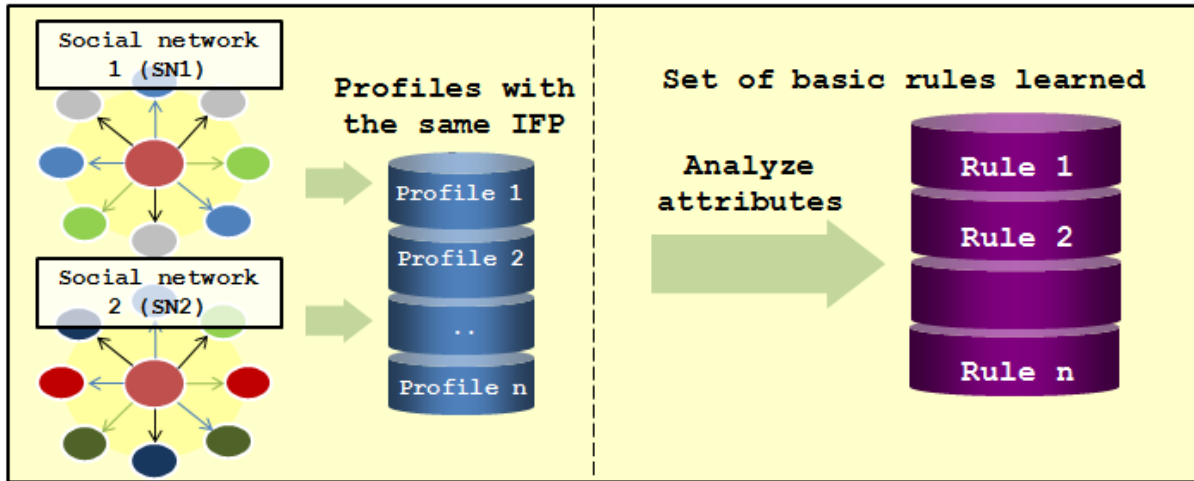 Social network
1 (SN1)
Social network
2 (SN2)
Profiles with
the same IFP
Profile 1
Profile 2
..
Profile n
Analyze
attributes
Set of basic rules learned
Rule 1
Rule 2
Rule n